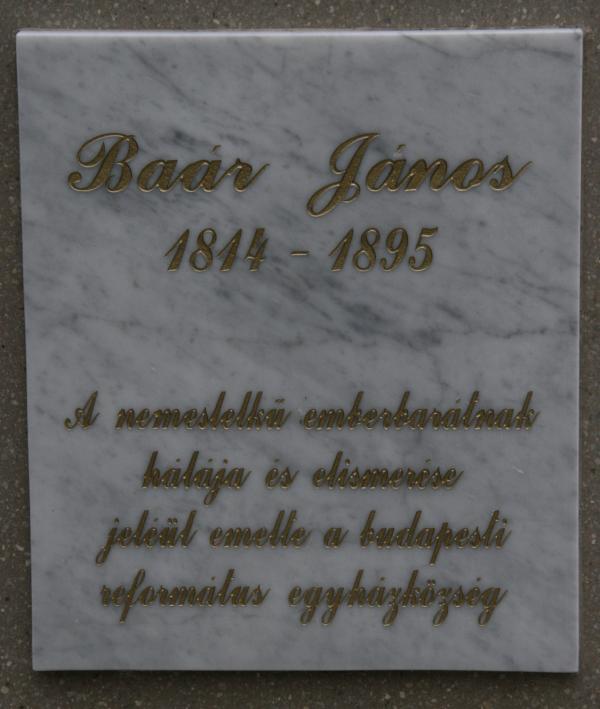 Baár János
1814 - 1895
A nemeslelkű emberbarátnak
hálája és elismerése
jeléül emelte a budapesti
református egyházközség